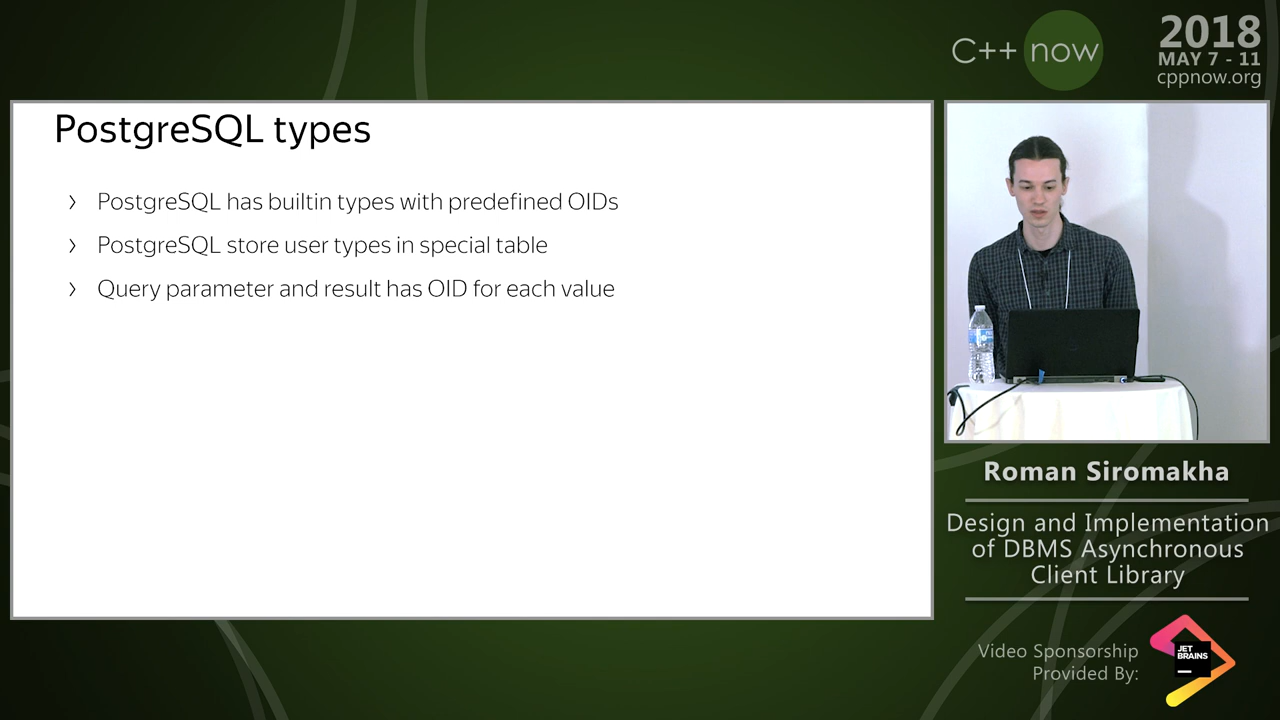 C++ now
2018
MAY 7 - 11
cppnow.org
PostgreSQL types
› PostgreSQL has builtin types with predefined OIDs
› PostgreSQL store user types in special table
› Query parameter and result has OID for each value
Roman Siromakha
Design and Implementation
of DBMS Asynchronous
Client Library
Video Sponsorship
Provided By:
JET
BRAINS